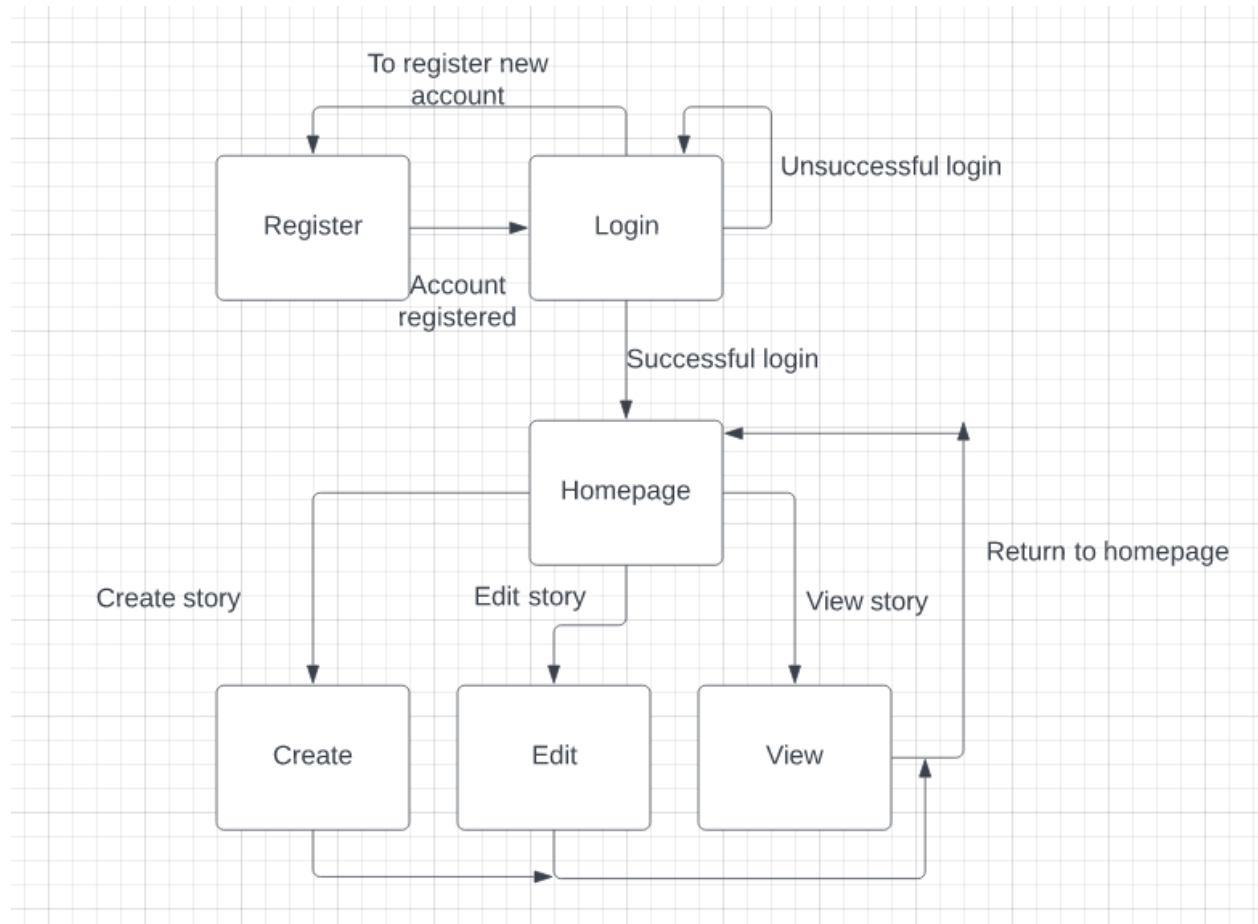 To register new
account
Unsuccessful login
Register
Login
Account
registered
Successful login
Homepage
Return to homepage
Create story
Edit story
View story
Create
Edit
View